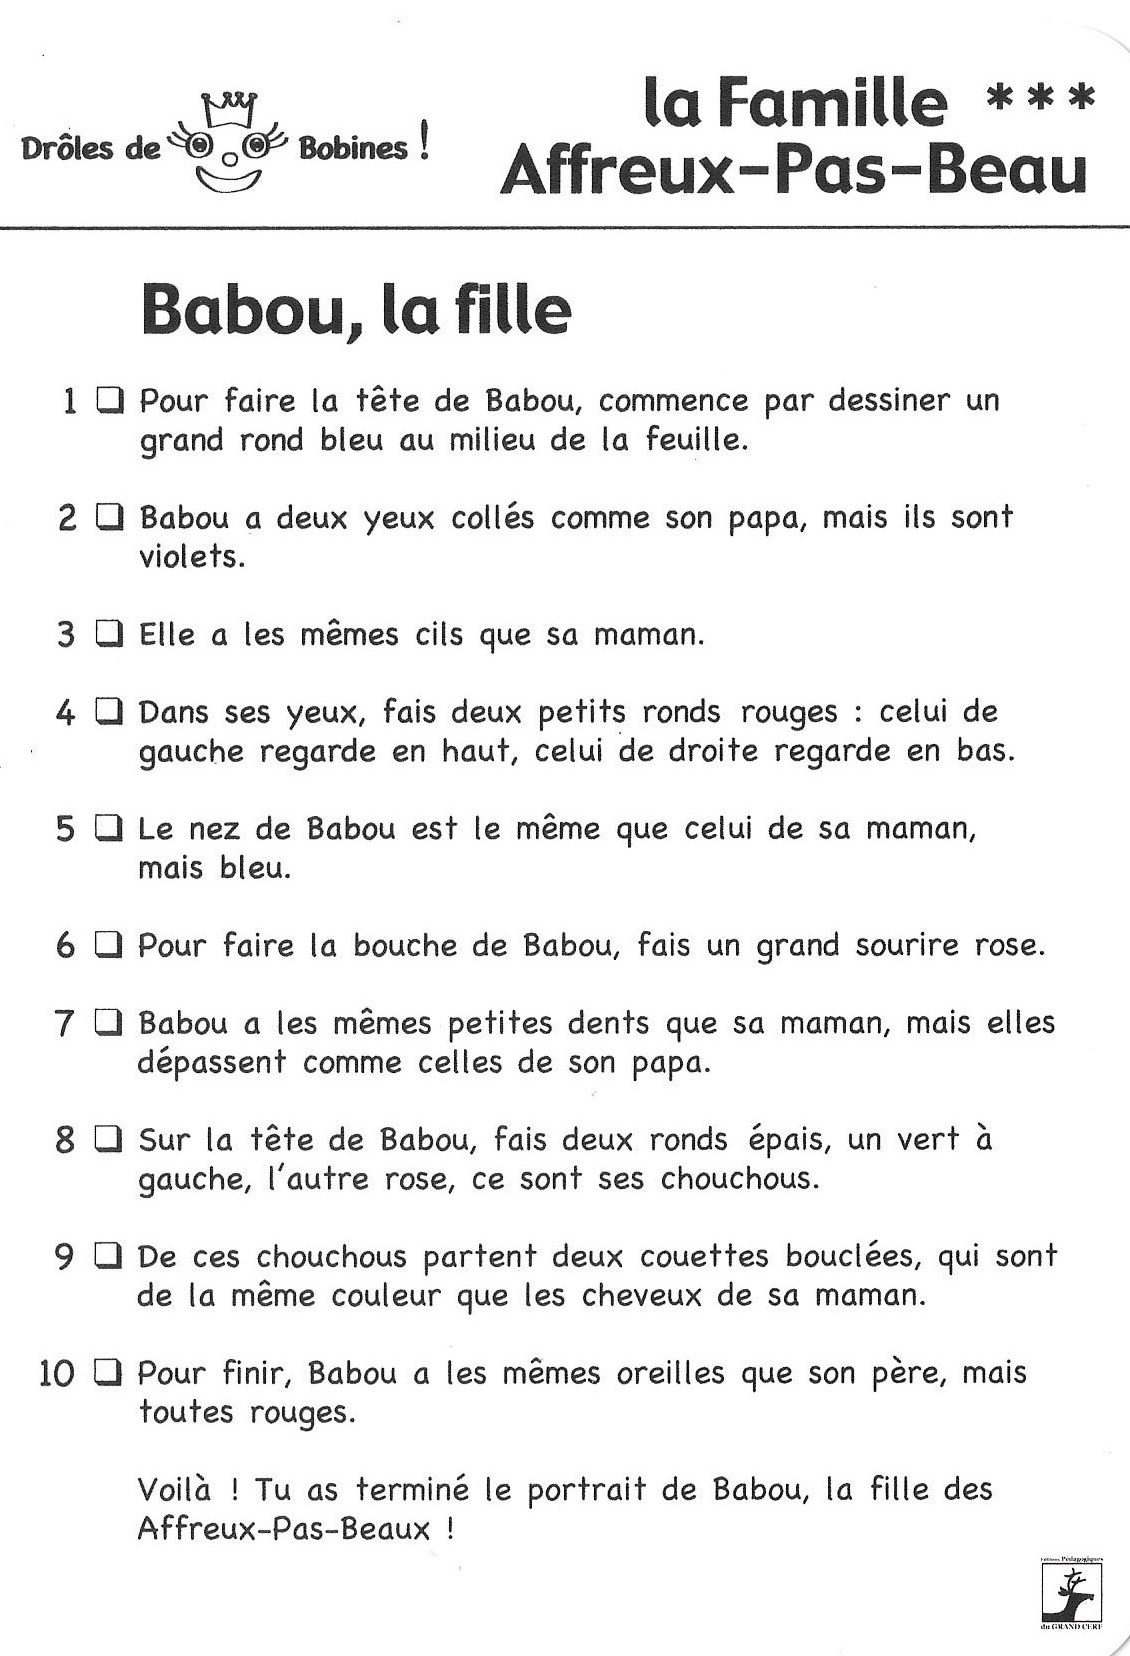 la Famille ***
Drôles de Bobines !
Affreux-Pas-Beau
Babou, la fille
1 ❏ Pour faire la tête de Babou, commence par dessiner un
grand rond bleu au milieu de la feuille.
2 ❏ Babou a deux yeux collés comme son papa, mais ils sont
violets.
3 ❏ Elle a les mêmes cils que sa maman.
4 ❏ Dans ses yeux, fais deux petits ronds rouges : celui de
gauche regarde en haut, celui de droite regarde en bas.
5 ❏ Le nez de Babou est le même que celui de sa maman,
mais bleu.
6 ❏ Pour faire la bouche de Babou, fais un grand sourire rose.
7 ❏ Babou a les mêmes petites dents que sa maman, mais elles
dépassent comme celles de son papa.
8 ❏ Sur la tête de Babou, fais deux ronds épais, un vert à
gauche, l'autre rose, ce sont ses chouchous.
9 ❏ De ces chouchous partent deux couettes bouclées, qui sont
de la même couleur que les cheveux de sa maman.
10 ❏ Pour finir, Babou a les mêmes oreilles que son père, mais
toutes rouges.
Voilà ! Tu as terminé le portrait de Babou, la fille des
Affreux-Pas-Beaux !
Editions Pédagogiques
du GRAND CERF